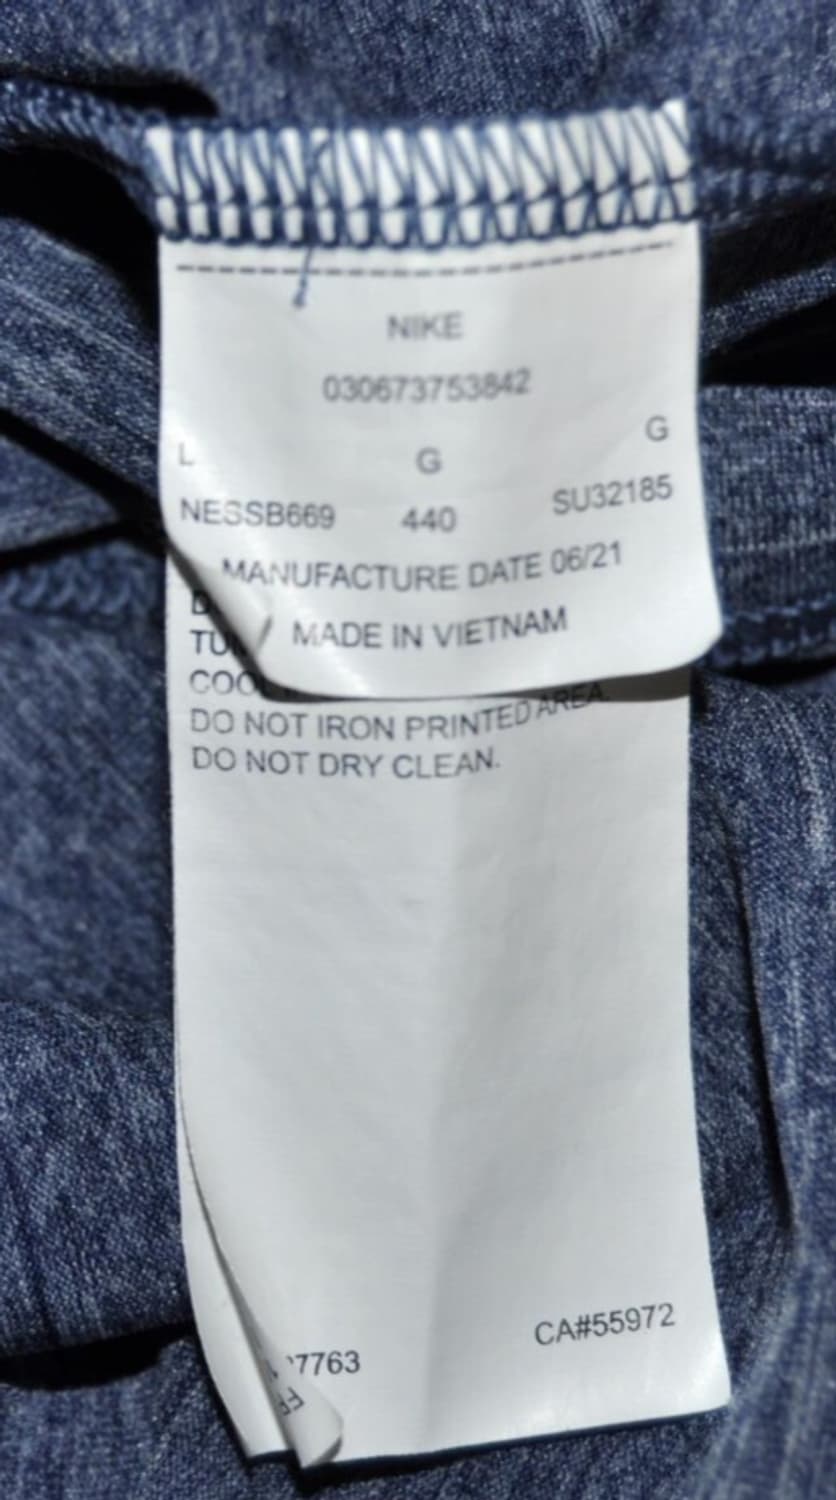 NIKE
030673753842
L G G
NESSB669 440 SU32185
MANUFACTURE DATE 06/21
MADE IN VIETNAM
DO NOT IRON PRINTED AREA.
DO NOT DRY CLEAN.
CA#55972
7763